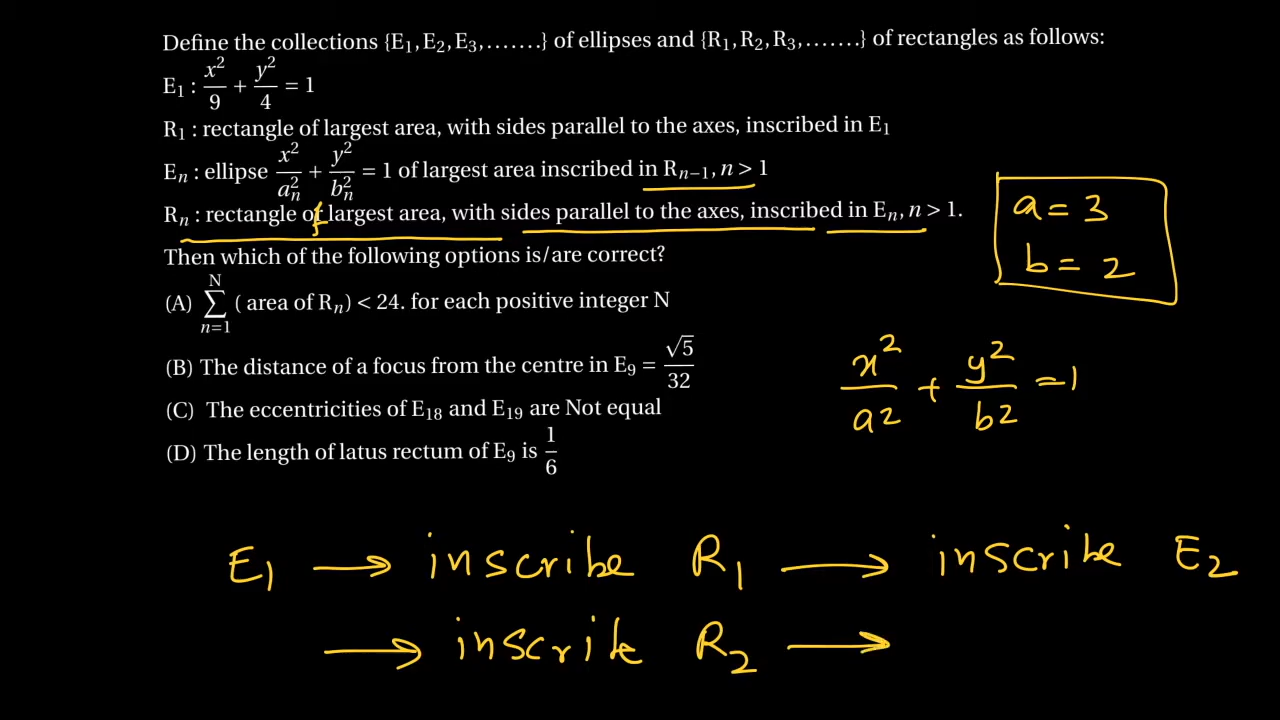 Define the collections {E₁, E₂, E₃, .......} of ellipses and {R₁, R₂, R₃, .......} of rectangles as follows:
E₁ : x²/9 + y²/4 = 1
R₁ : rectangle of largest area, with sides parallel to the axes, inscribed in E₁
Eₙ : ellipse x²/aₙ² + y²/bₙ² = 1 of largest area inscribed in Rₙ₋₁, n > 1
Rₙ : rectangle of largest area, with sides parallel to the axes, inscribed in Eₙ, n > 1.
a = 3
b = 2
Then which of the following options is/are correct?
(A) ∑ₙ₌₁ᴺ ( area of Rₙ) < 24. for each positive integer N
(B) The distance of a focus from the centre in E₉ = √5/32
x²/a² + y²/b² = 1
(C) The eccentricities of E₁₈ and E₁₉ are Not equal
(D) The length of latus rectum of E₉ is 1/6
E₁ → inscribe R₁ → inscribe E₂
→ inscribe R₂ →